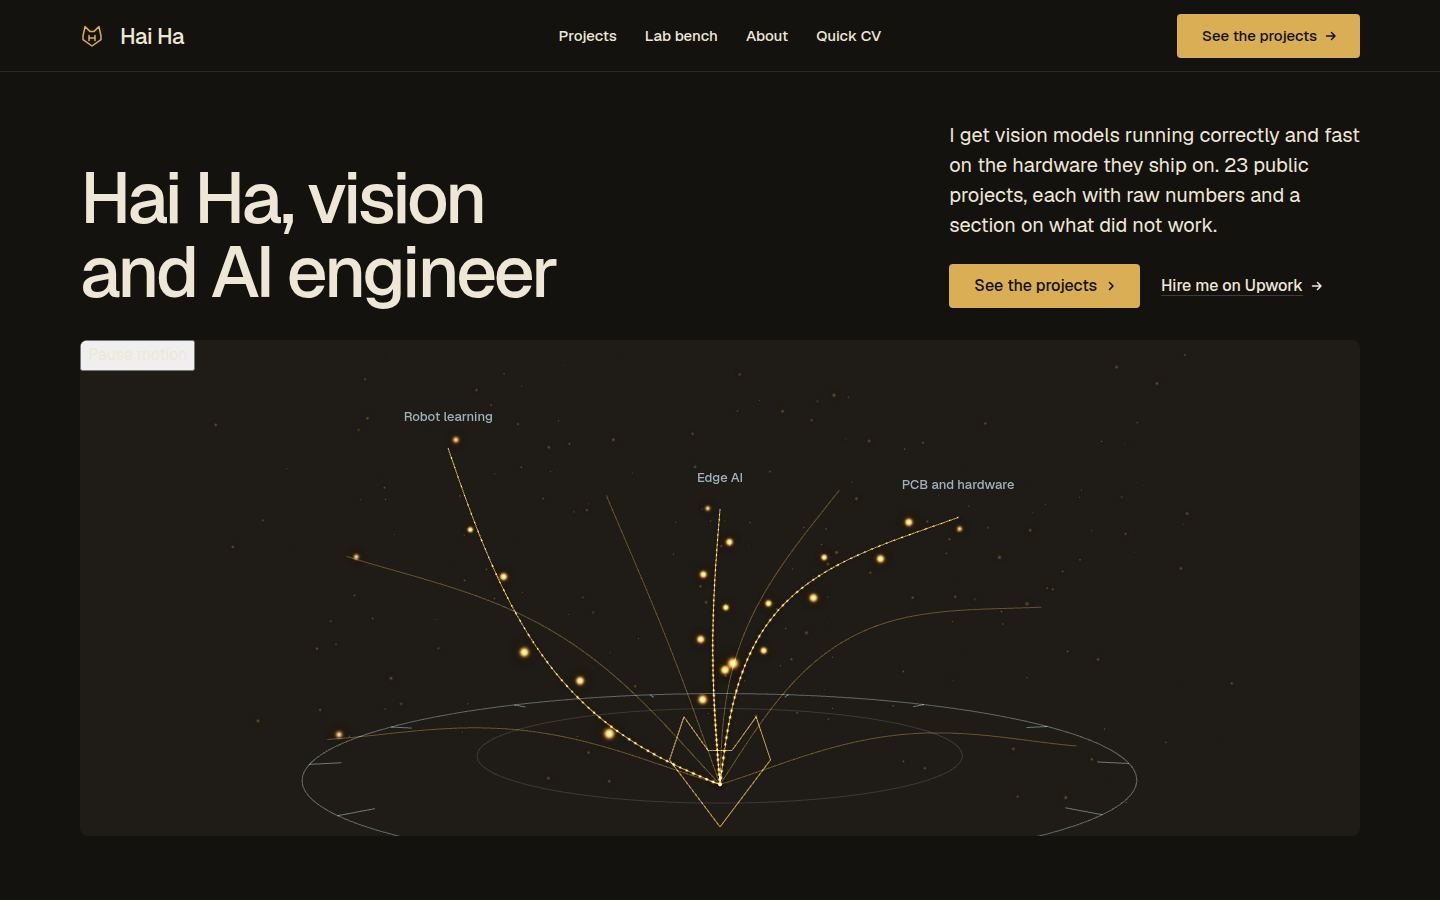 Hai Ha
Projects
Lab bench
About
Quick CV
See the projects →
Hai Ha, vision
and AI engineer
I get vision models running correctly and fast
on the hardware they ship on. 23 public
projects, each with raw numbers and a
section on what did not work.
See the projects ›
Hire me on Upwork →
Pause motion
Robot learning
Edge AI
PCB and hardware